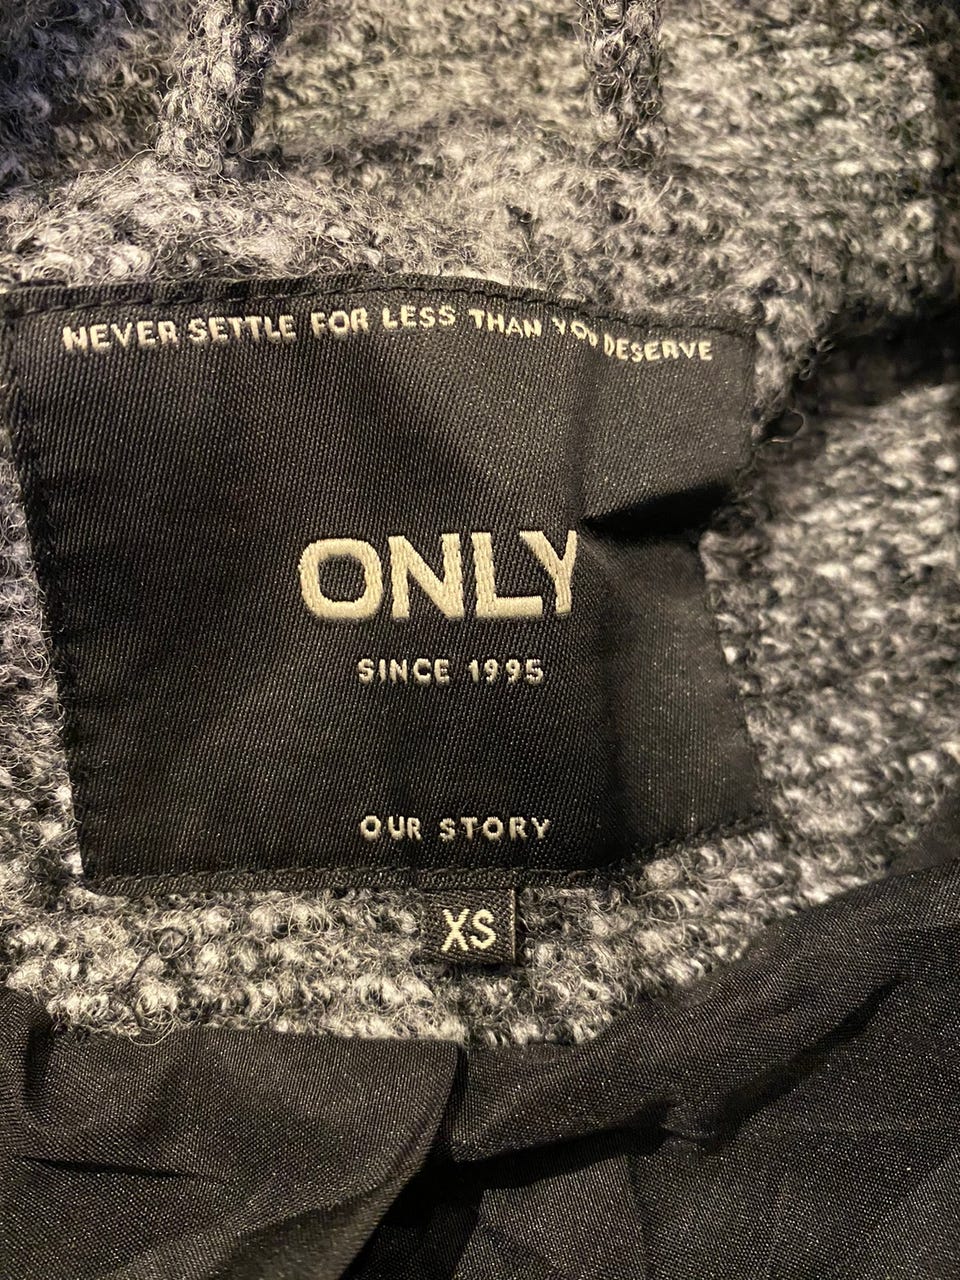 NEVER SETTLE FOR LESS THAN YOU DESERVE
ONLY
SINCE 1995
OUR STORY
XS